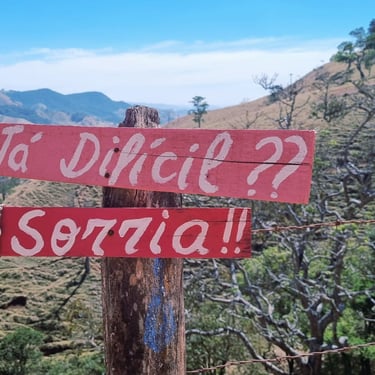 Tá Difícil ??
Sorria!!